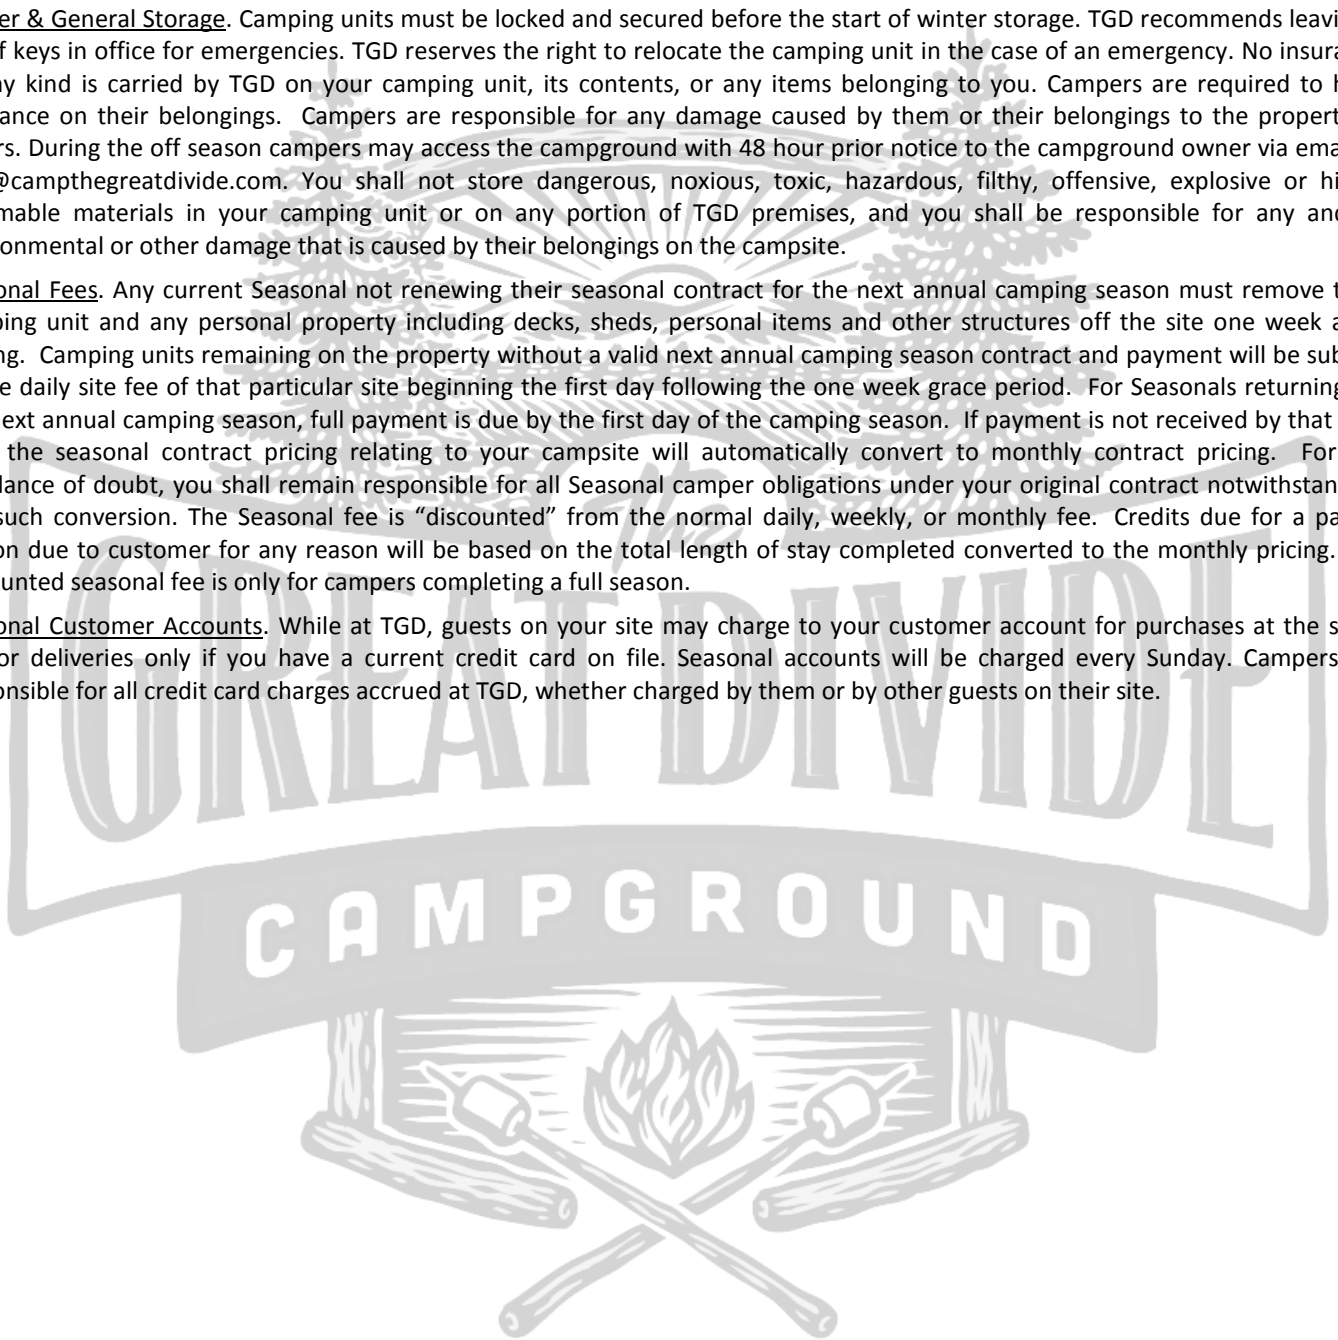 er & General Storage. Camping units must be locked and secured before the start of winter storage. TGD recommends leavi
f keys in office for emergencies. TGD reserves the right to relocate the camping unit in the case of an emergency. No insura
ny kind is carried by TGD on your camping unit, its contents, or any items belonging to you. Campers are required to h
ance on their belongings. Campers are responsible for any damage caused by them or their belongings to the propert
rs. During the off season campers may access the campground with 48 hour prior notice to the campground owner via ema
@campthegreatdivide.com. You shall not store dangerous, noxious, toxic, hazardous, filthy, offensive, explosive or hi
mable materials in your camping unit or on any portion of TGD premises, and you shall be responsible for any and
onmental or other damage that is caused by their belongings on the campsite.
onal Fees. Any current Seasonal not renewing their seasonal contract for the next annual camping season must remove t
ping unit and any personal property including decks, sheds, personal items and other structures off the site one week a
ng. Camping units remaining on the property without a valid next annual camping season contract and payment will be sub
e daily site fee of that particular site beginning the first day following the one week grace period. For Seasonals returning
ext annual camping season, full payment is due by the first day of the camping season. If payment is not received by that
the seasonal contract pricing relating to your campsite will automatically convert to monthly contract pricing. For
dance of doubt, you shall remain responsible for all Seasonal camper obligations under your original contract notwithstan
such conversion. The Seasonal fee is “discounted” from the normal daily, weekly, or monthly fee. Credits due for a pa
on due to customer for any reason will be based on the total length of stay completed converted to the monthly pricing.
ounted seasonal fee is only for campers completing a full season.
onal Customer Accounts. While at TGD, guests on your site may charge to your customer account for purchases at the s
or deliveries only if you have a current credit card on file. Seasonal accounts will be charged every Sunday. Campers
onsible for all credit card charges accrued at TGD, whether charged by them or by other guests on their site.
The
GREAT DIVIDE
CAMPGROUND